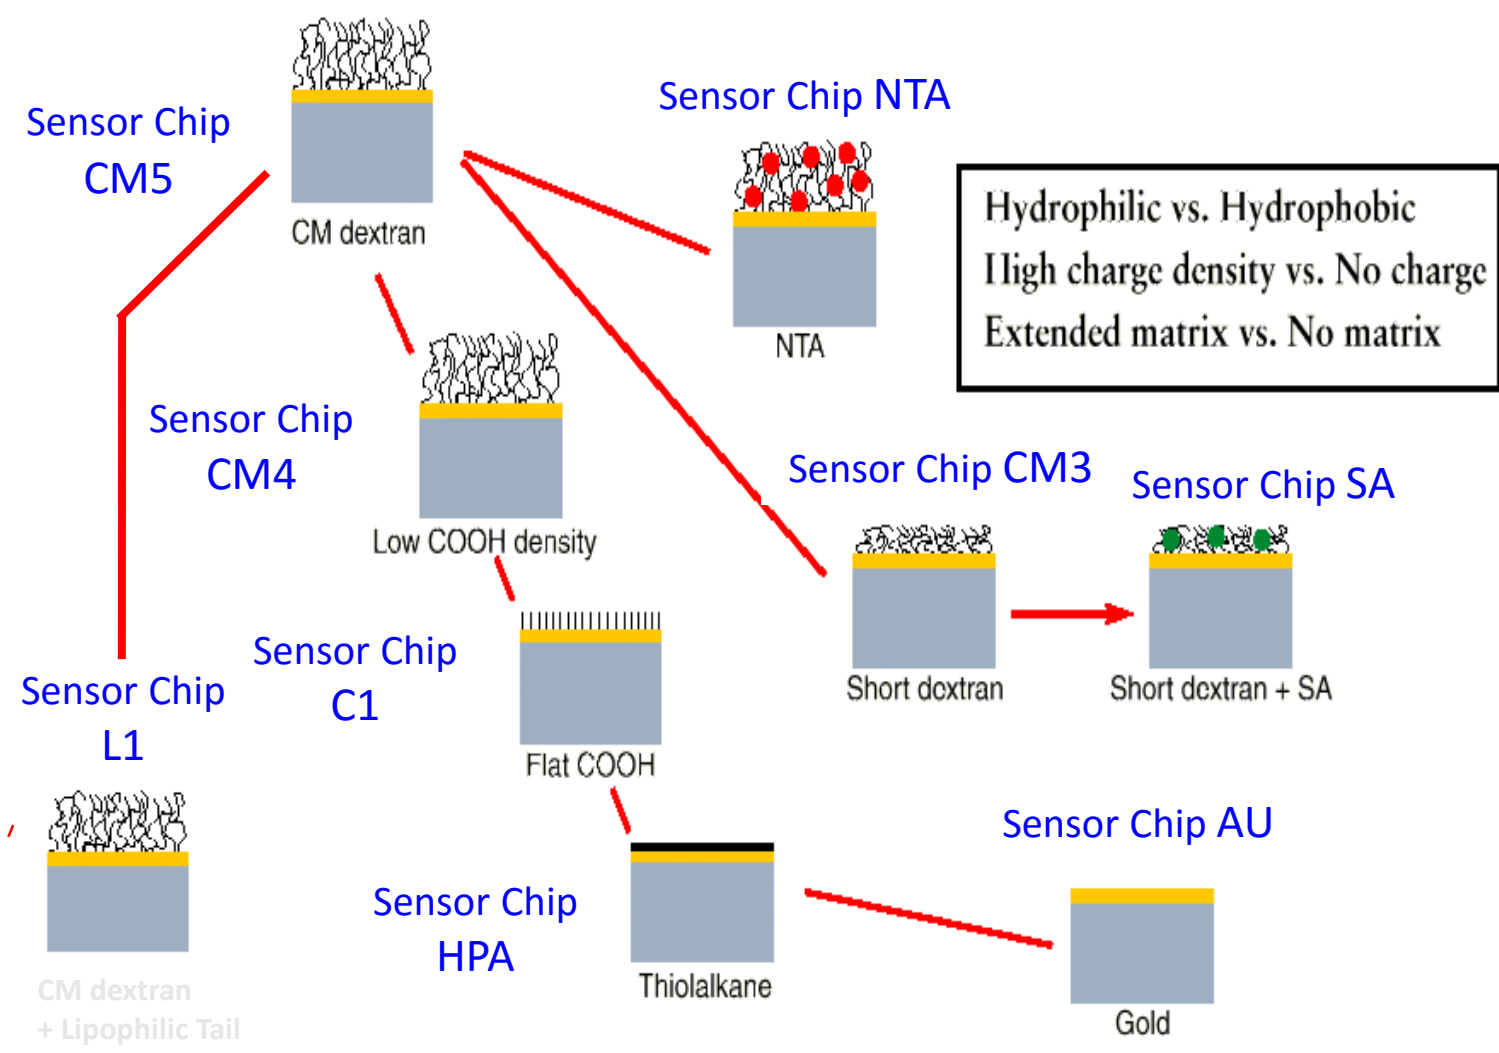 Sensor Chip
CM5
CM dextran
Sensor Chip NTA
NTA
Hydrophilic vs. Hydrophobic
High charge density vs. No charge
Extended matrix vs. No matrix
Sensor Chip
CM4
Low COOH density
Sensor Chip CM3
Short dextran
Sensor Chip SA
Short dextran + SA
Sensor Chip
C1
Flat COOH
Sensor Chip
L1
CM dextran
+ Lipophilic Tail
Sensor Chip
HPA
Thiolalkane
Sensor Chip AU
Gold